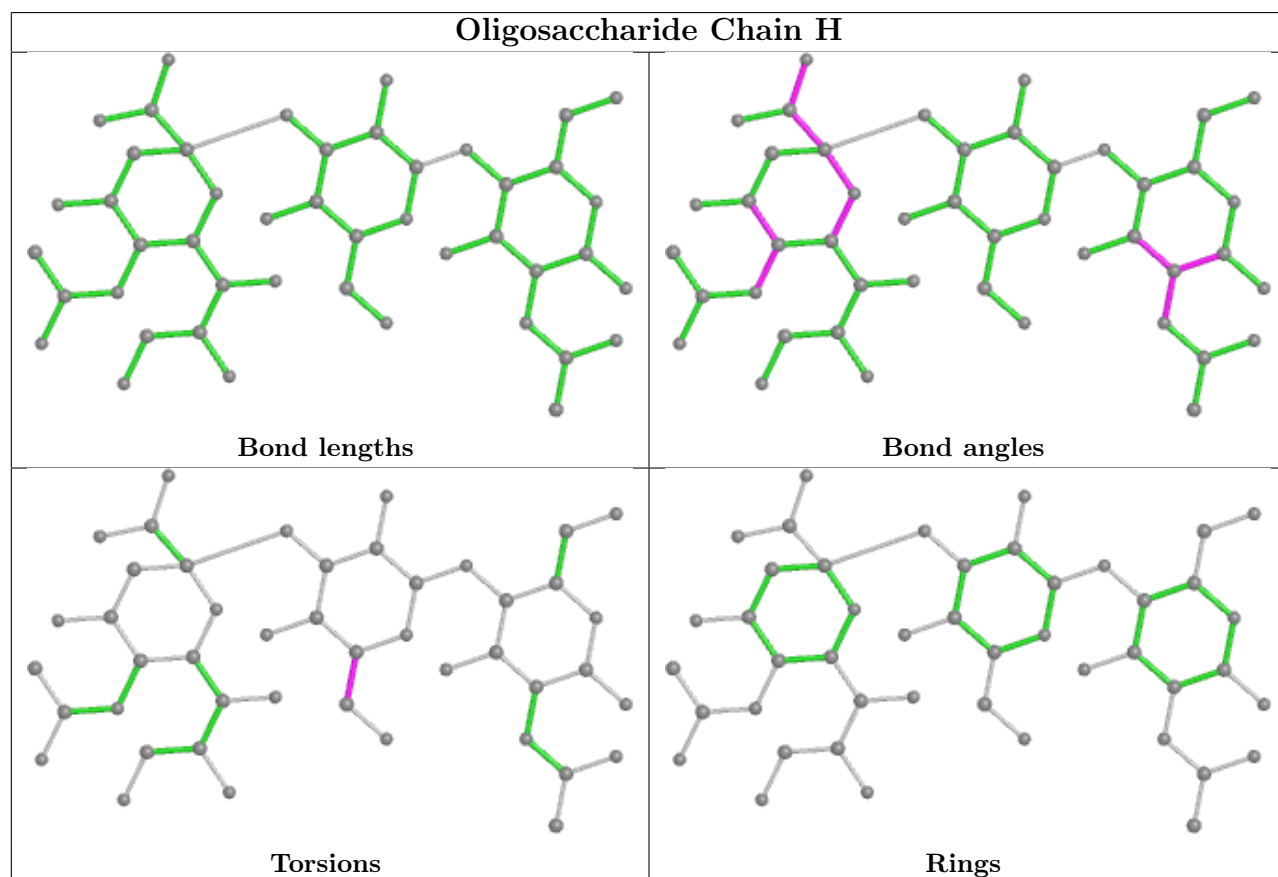 Oligosaccharide Chain H
Bond lengths
Bond angles
Torsions
Rings